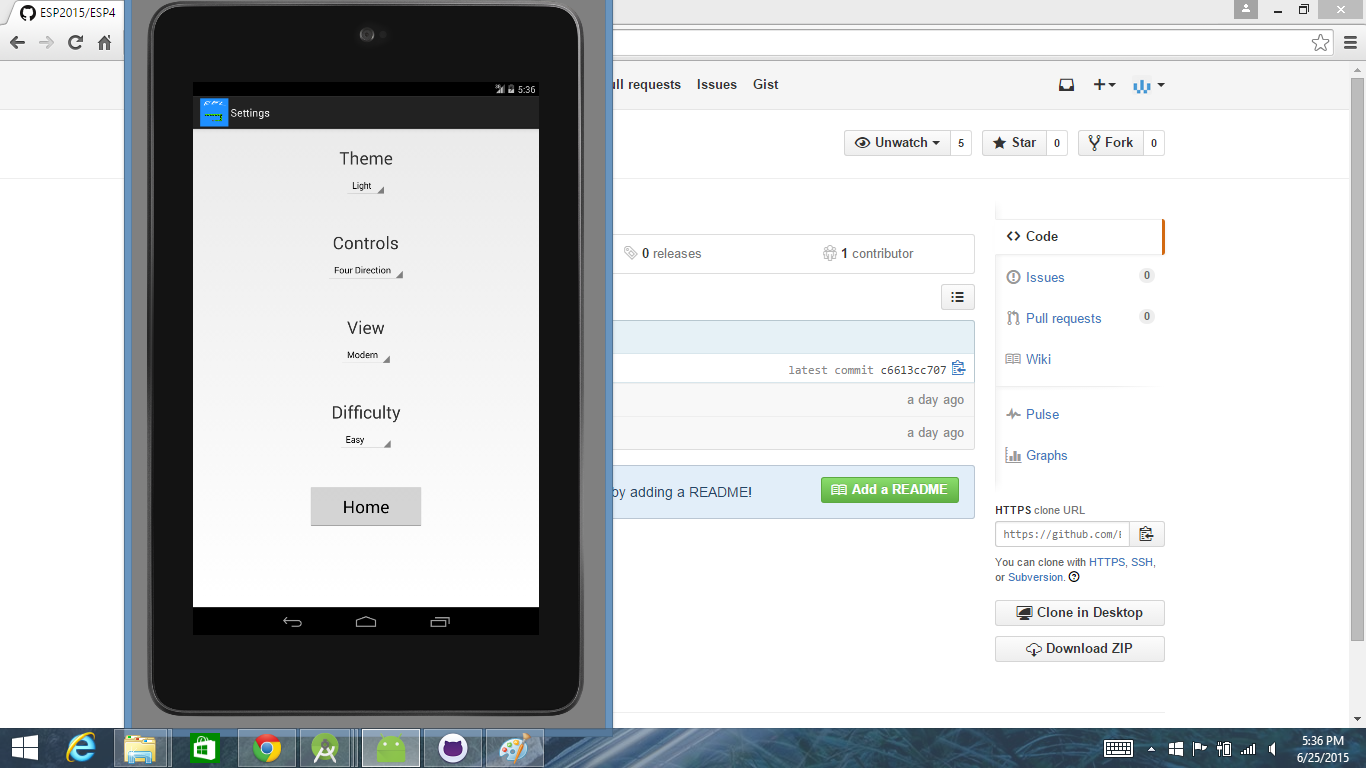 ESP2015/ESP4
5:36
Settings
Theme
Light
Controls
Four Direction
View
Modern
Difficulty
Easy
Home
ull requests Issues Gist
Unwatch 5 Star 0 Fork 0
0 releases 1 contributor
latest commit c6613cc707
a day ago
a day ago
by adding a README! Add a README
Code
Issues 0
Pull requests 0
Wiki
Pulse
Graphs
HTTPS clone URL
https://github.com/E
You can clone with HTTPS, SSH,
or Subversion.
Clone in Desktop
Download ZIP
5:36 PM
6/25/2015